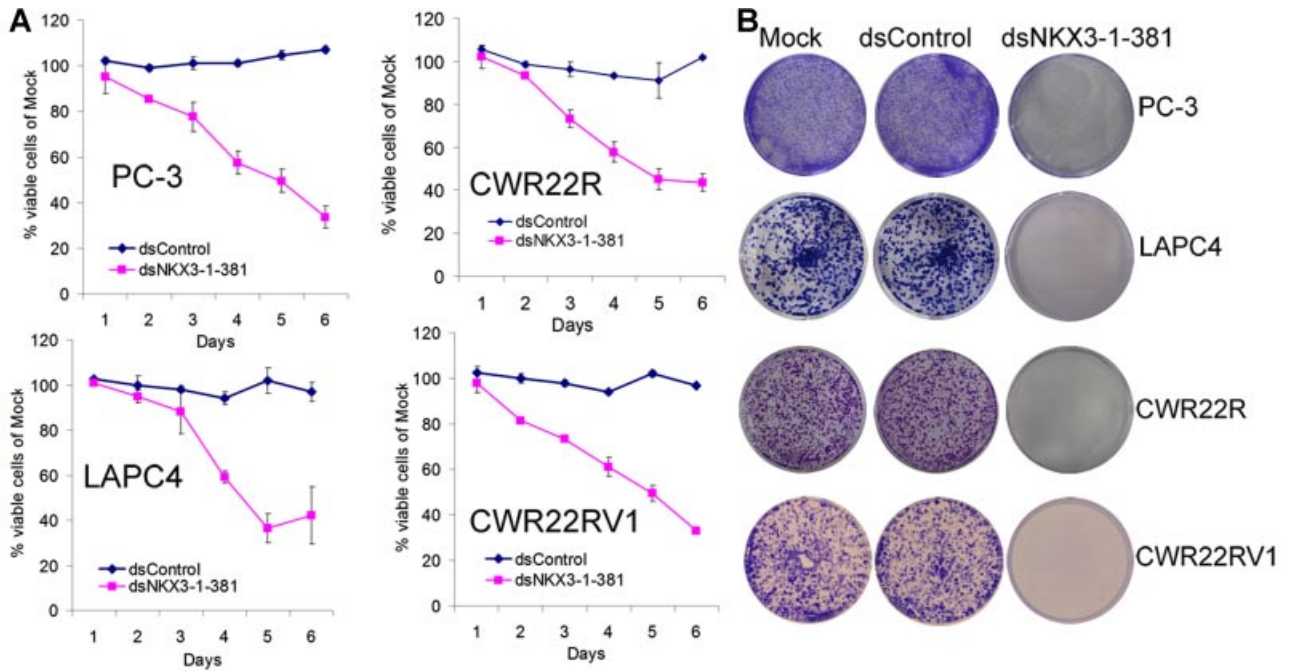 A
% viable cells of Mock
120
100
80
60
40
20
0
PC-3
dsControl
dsNKX3-1-381
1 2 3 4 5 6
Days
% viable cells of Mock
120
100
80
60
40
20
0
CWR22R
dsControl
dsNKX3-1-381
1 2 3 4 5 6
Days
% viable cells of Mock
120
100
80
60
40
20
0
LAPC4
dsControl
dsNKX3-1-381
1 2 3 4 5 6
Days
% viable cells of Mock
120
100
80
60
40
20
0
CWR22RV1
dsControl
dsNKX3-1-381
1 2 3 4 5 6
Days
B
Mock dsControl dsNKX3-1-381
PC-3
LAPC4
CWR22R
CWR22RV1